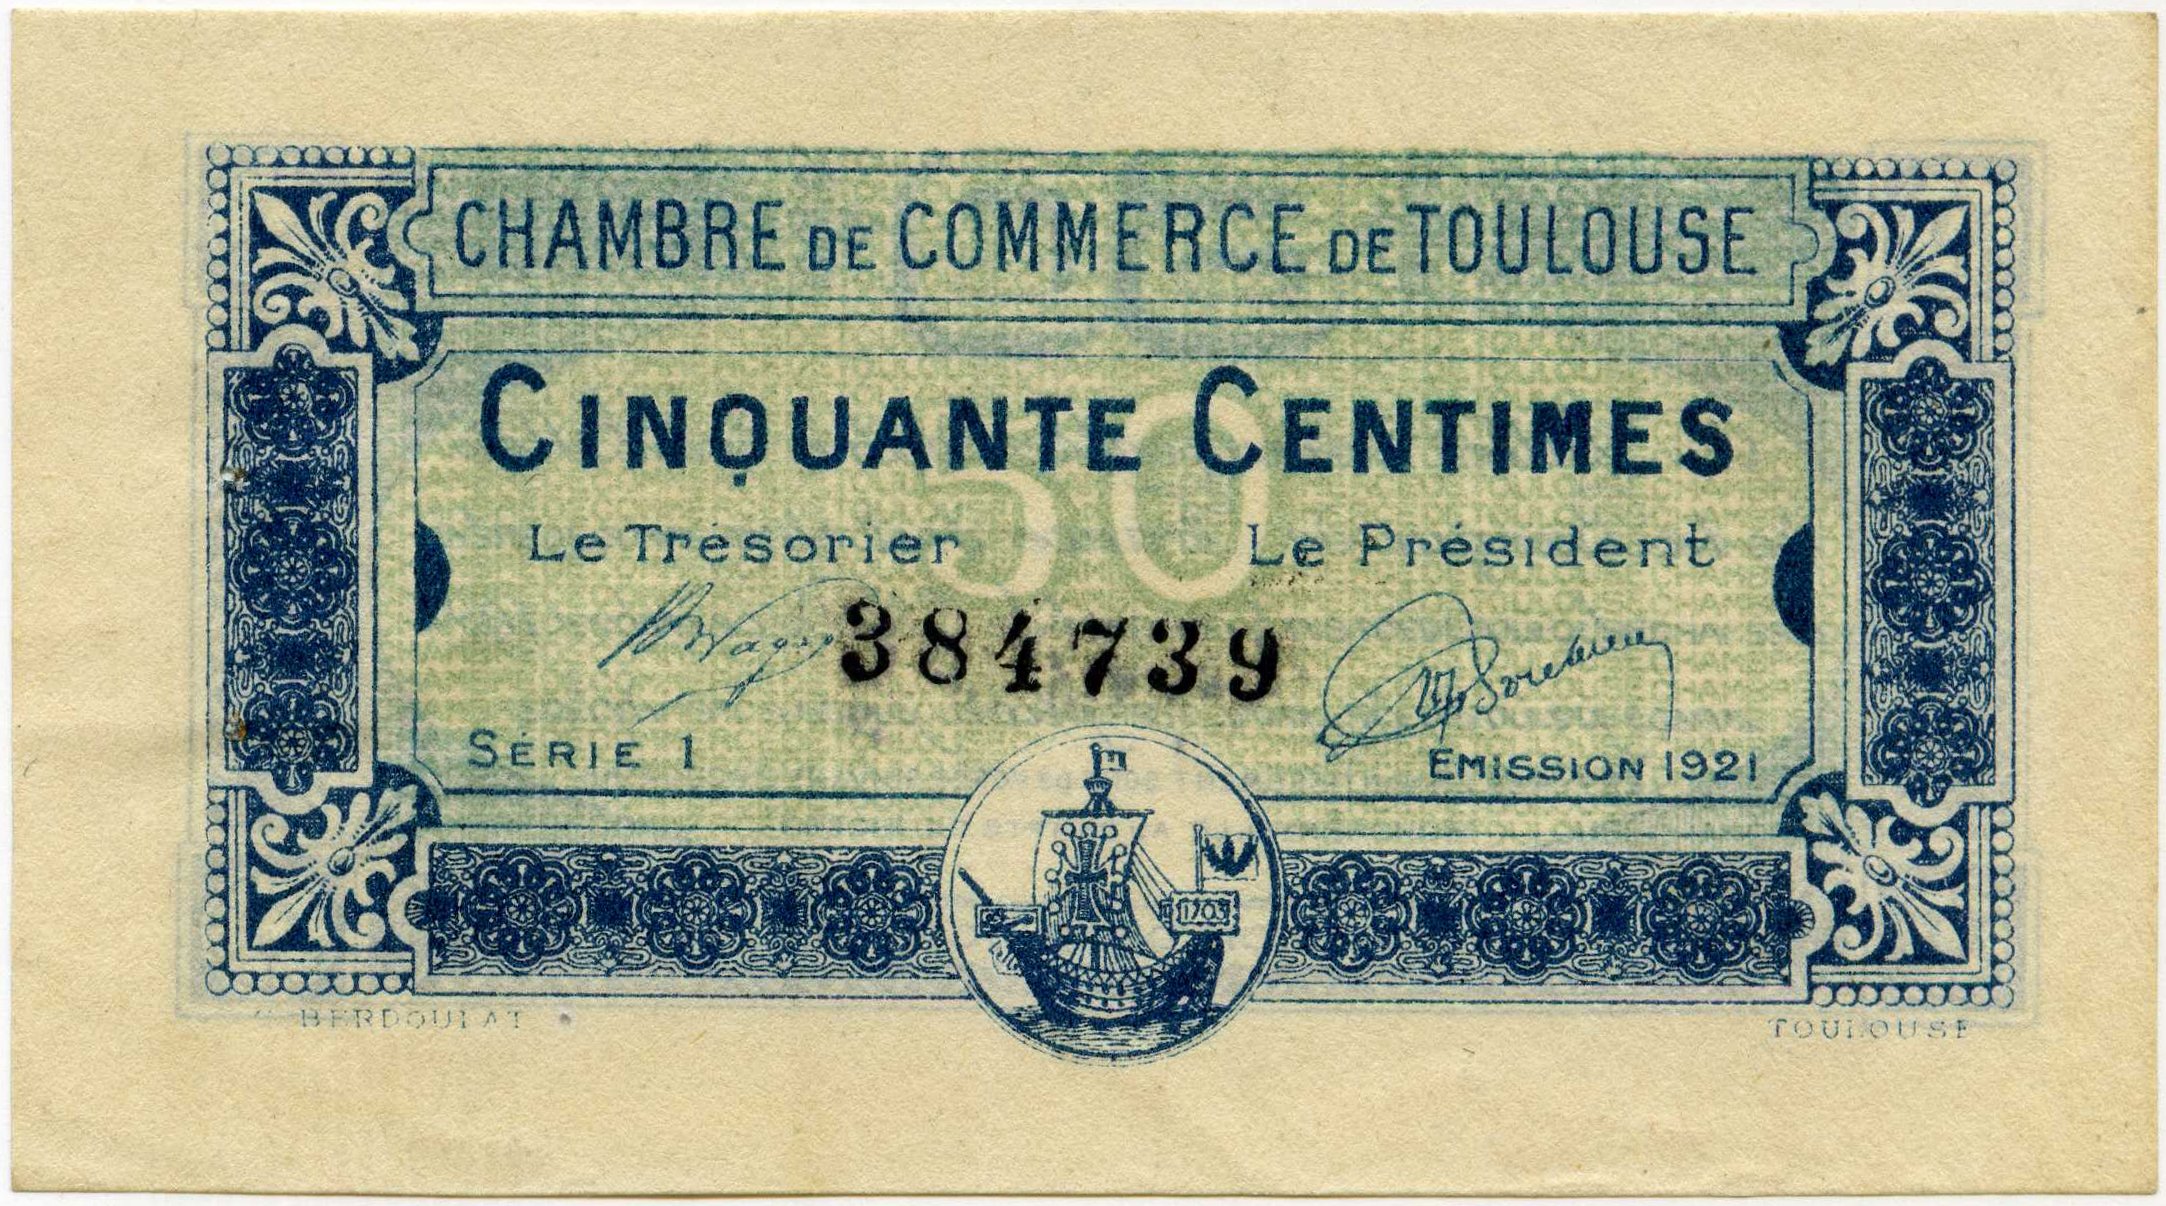 CHAMBRE DE COMMERCE DE TOULOUSE
CINQUANTE CENTIMES
50
Le Trésorier
Le Président
384739
SÉRIE 1
EMISSION 1921
1703
BERDOULAT
TOULOUSE